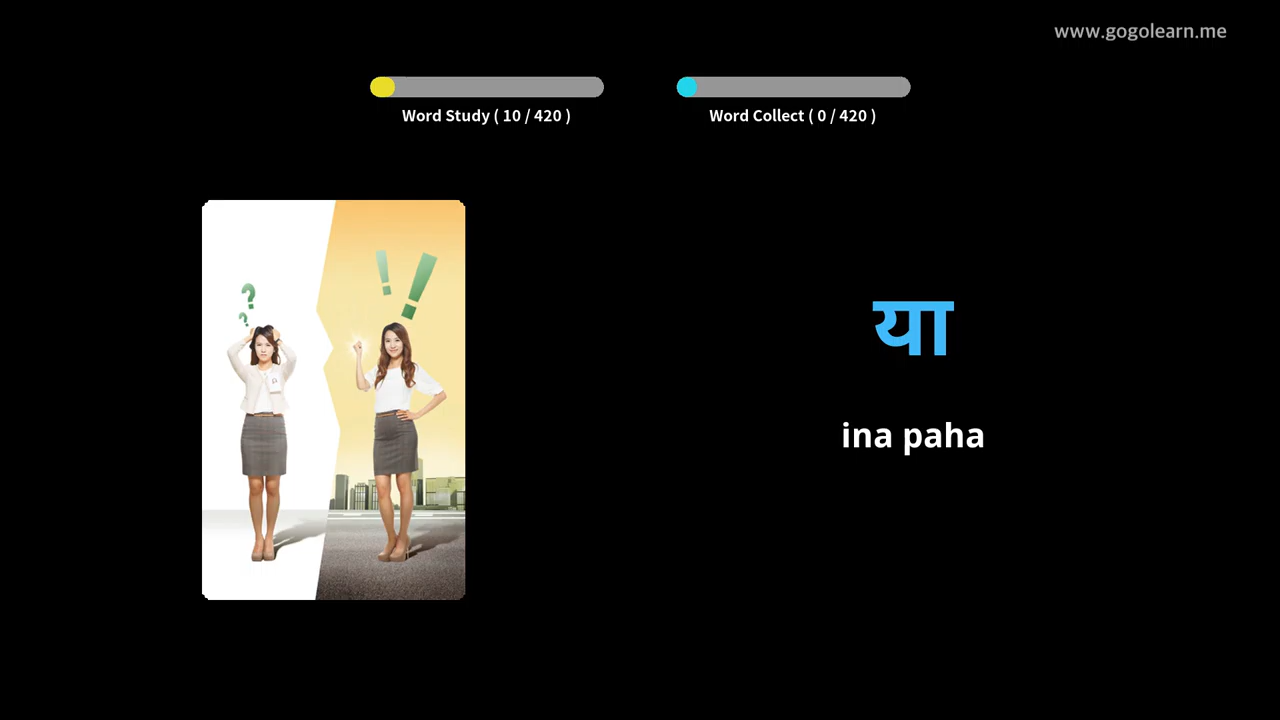 www.gogolearn.me
Word Study ( 10 / 420 )
Word Collect ( 0 / 420 )
? ?
! !
या
ina paha